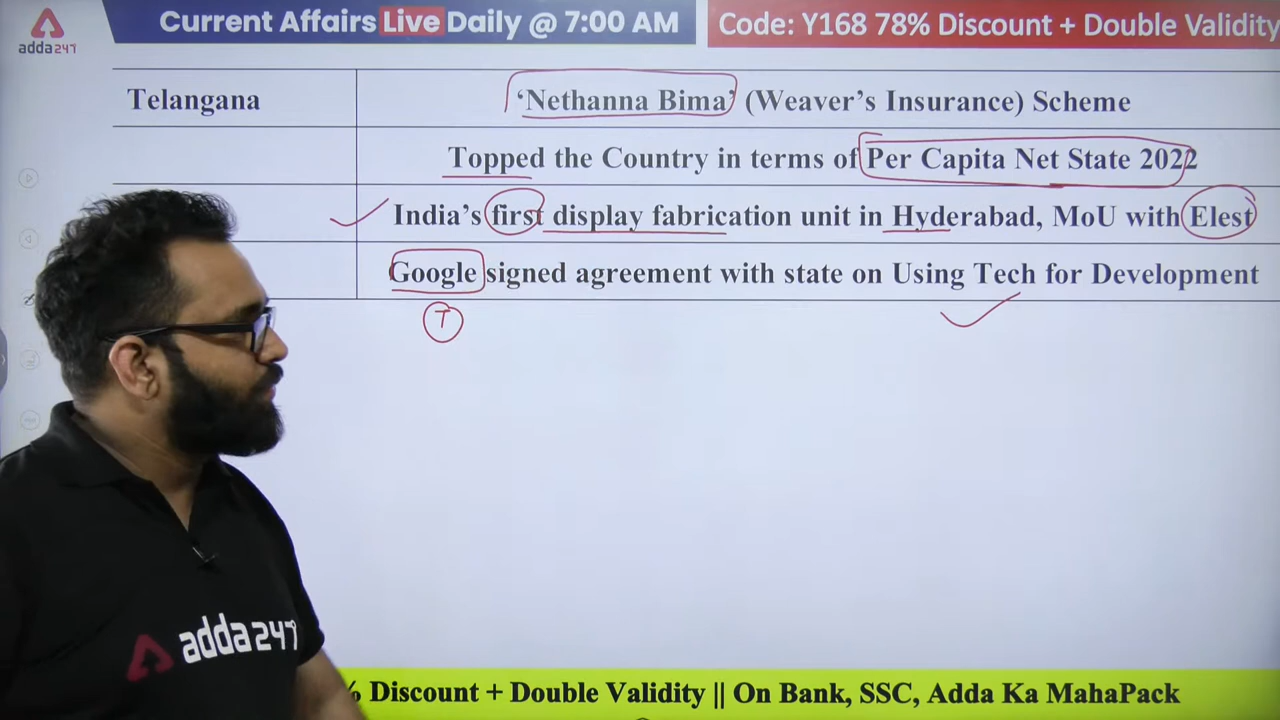 Current Affairs Live Daily @ 7:00 AM
Code: Y168 78% Discount + Double Validity
adda247
Telangana
‘Nethanna Bima’ (Weaver’s Insurance) Scheme
Topped the Country in terms of Per Capita Net State 2022
India’s first display fabrication unit in Hyderabad, MoU with Elest
Google signed agreement with state on Using Tech for Development
T
adda247
% Discount + Double Validity || On Bank, SSC, Adda Ka MahaPack